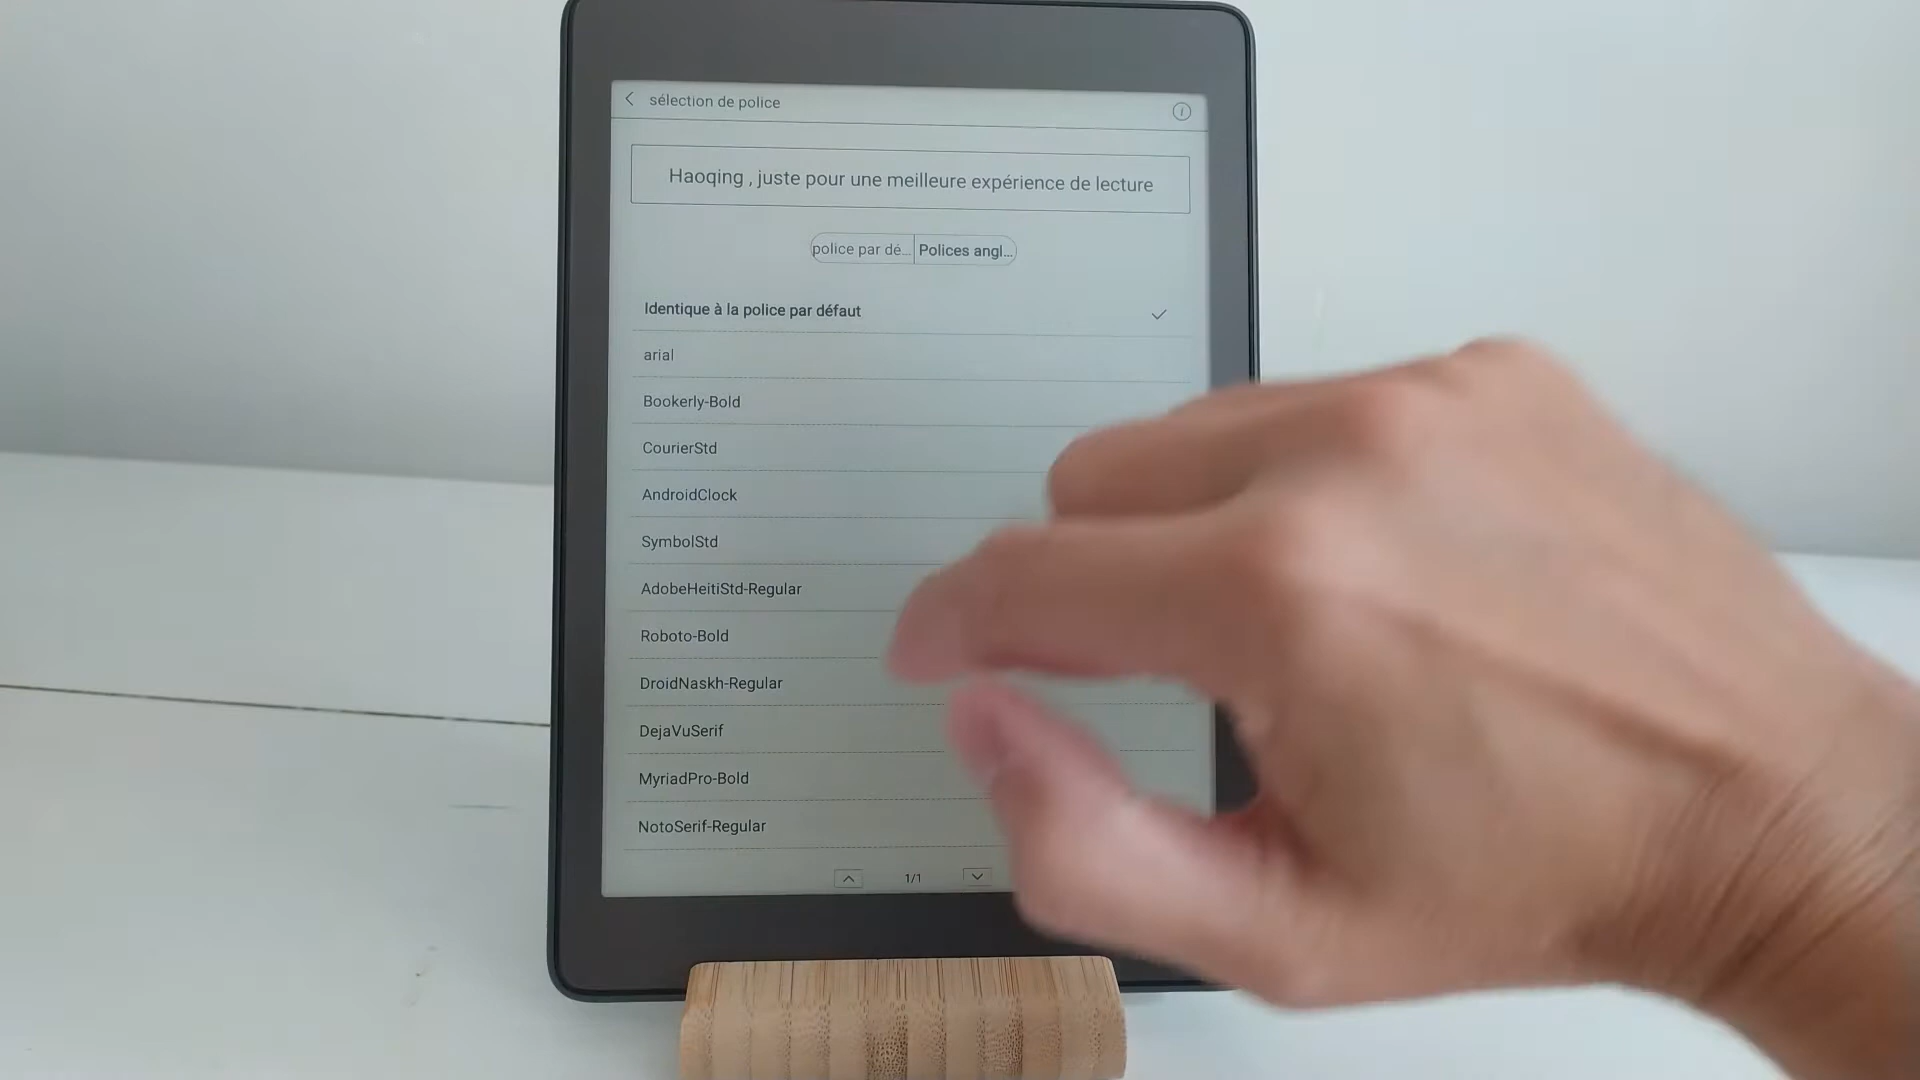 sélection de police
Haoqing , juste pour une meilleure expérience de lecture
police par dé... Polices angl...
Identique à la police par défaut
arial
Bookerly-Bold
CourierStd
AndroidClock
SymbolStd
AdobeHeitiStd-Regular
Roboto-Bold
DroidNaskh-Regular
DejaVuSerif
MyriadPro-Bold
NotoSerif-Regular
1/1